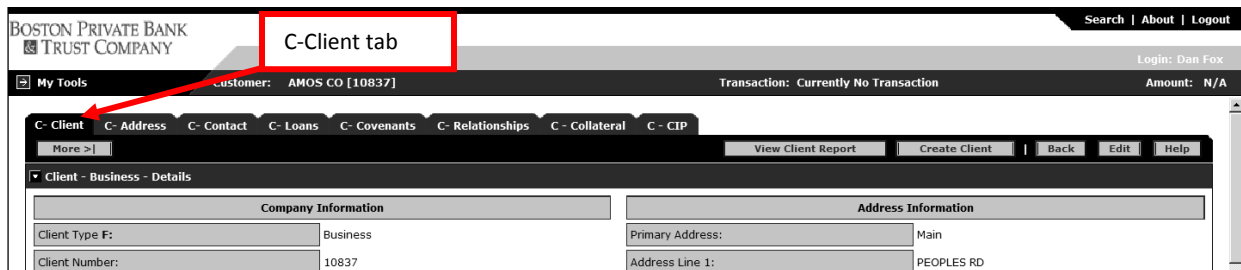 BOSTON PRIVATE BANK
& TRUST COMPANY
C-Client tab
Search | About | Logout
Login: Dan Fox
My Tools Customer: AMOS CO [10837] Transaction: Currently No Transaction Amount: N/A
C- Client C- Address C- Contact C- Loans C- Covenants C- Relationships C - Collateral C - CIP
More >| View Client Report Create Client | Back Edit Help
Client - Business - Details
Company Information Address Information
Client Type F: Business Primary Address: Main
Client Number: 10837 Address Line 1: PEOPLES RD